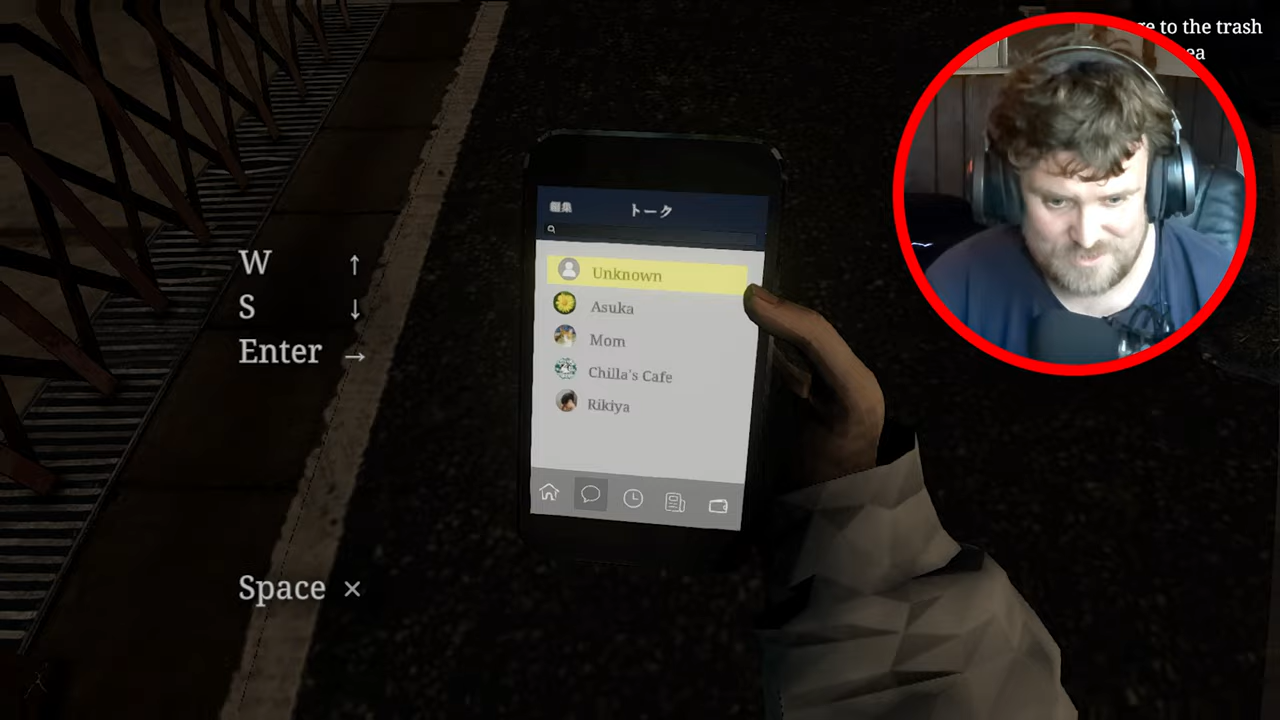 to the trash
W ↑
S ↓
Enter →
Space ×
編集
トーク
Unknown
Asuka
Mom
Chilla's Cafe
Rikiya